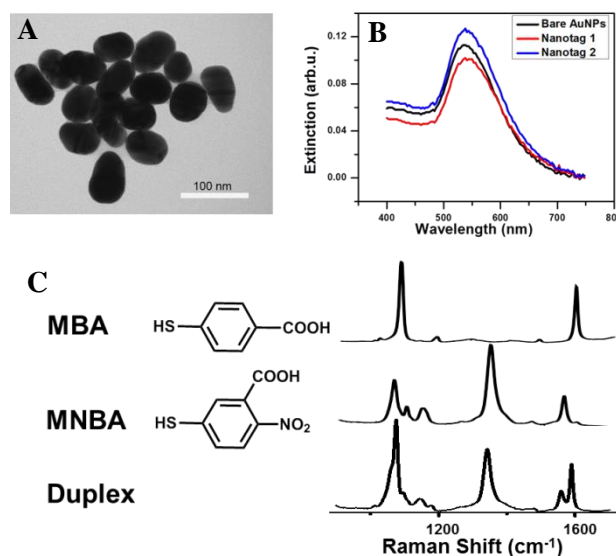 A
100 nm
B
Bare AuNPs
Nanotag 1
Nanotag 2
Extinction (arb.u.)
0.12
0.08
0.04
0.00
400 500 600 700 80
Wavelength (nm)
C
MBA
HS
COOH
MNBA
COOH
HS
NO₂
Duplex
1200 1600
Raman Shift (cm⁻¹)